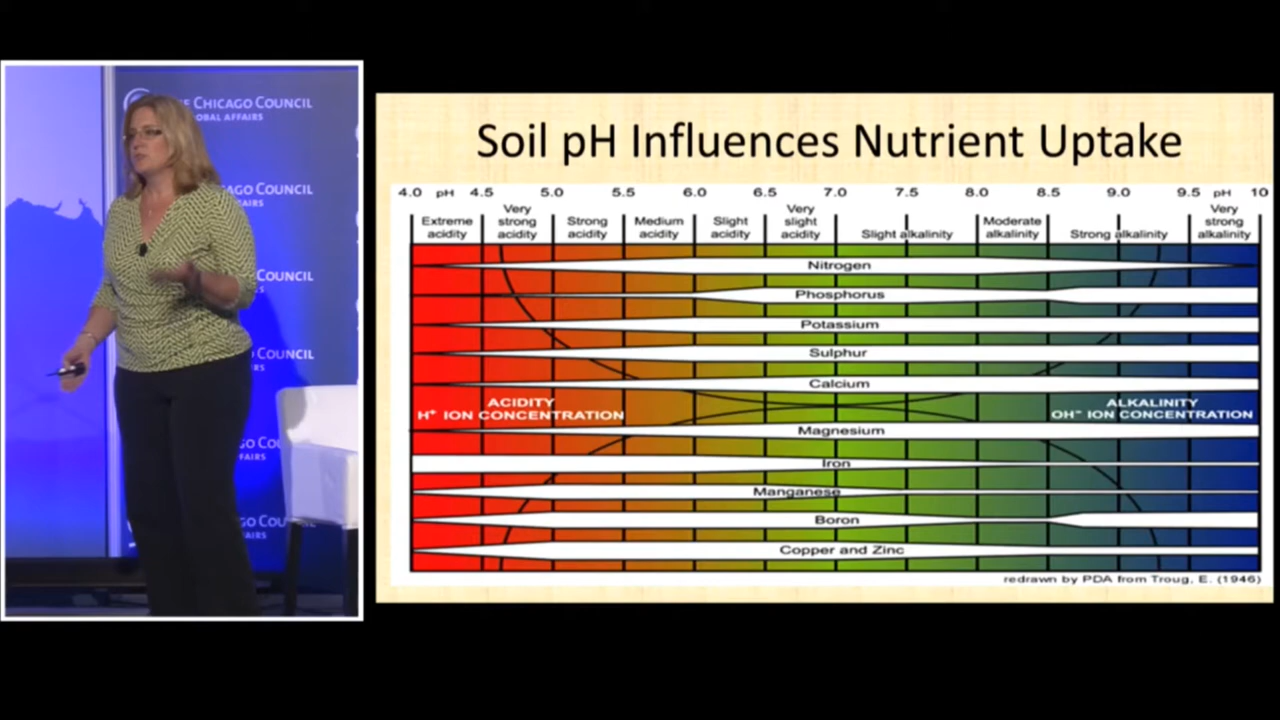 THE CHICAGO COUNCIL
GLOBAL AFFAIRS
CHICAGO COUNCIL
COUNCIL
COUNCIL
Soil pH Influences Nutrient Uptake
4.0 pH 4.5 5.0 5.5 6.0 6.5 7.0 7.5 8.0 8.5 9.0 9.5 pH 10
Extreme acidity
Very strong acidity
Strong acidity
Medium acidity
Slight acidity
Very slight acidity
Slight alkalinity
Moderate alkalinity
Strong alkalinity
Very strong alkalinity
Nitrogen
Phosphorus
Potassium
Sulphur
Calcium
ACIDITY
H⁺ ION CONCENTRATION
ALKALINITY
OH⁻ ION CONCENTRATION
Magnesium
Iron
Manganese
Boron
Copper and Zinc
redrawn by PDA from Troug, E. (1946)